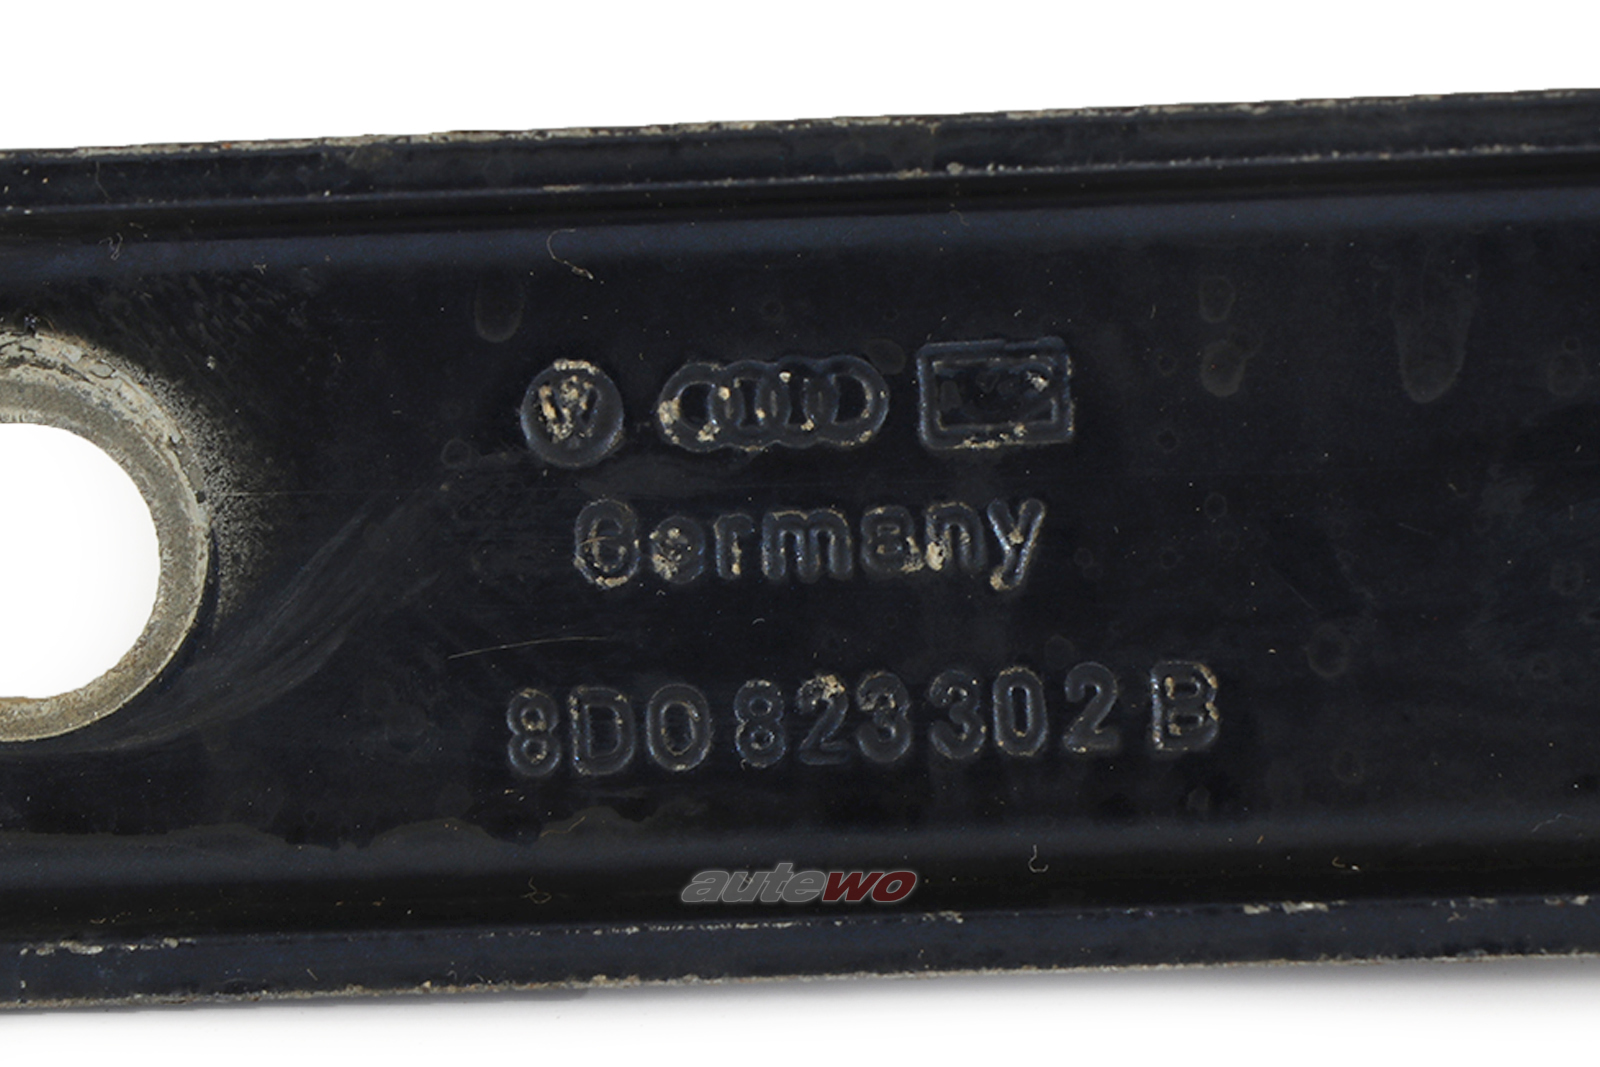 Germany
8D0 823 302 B
autewo